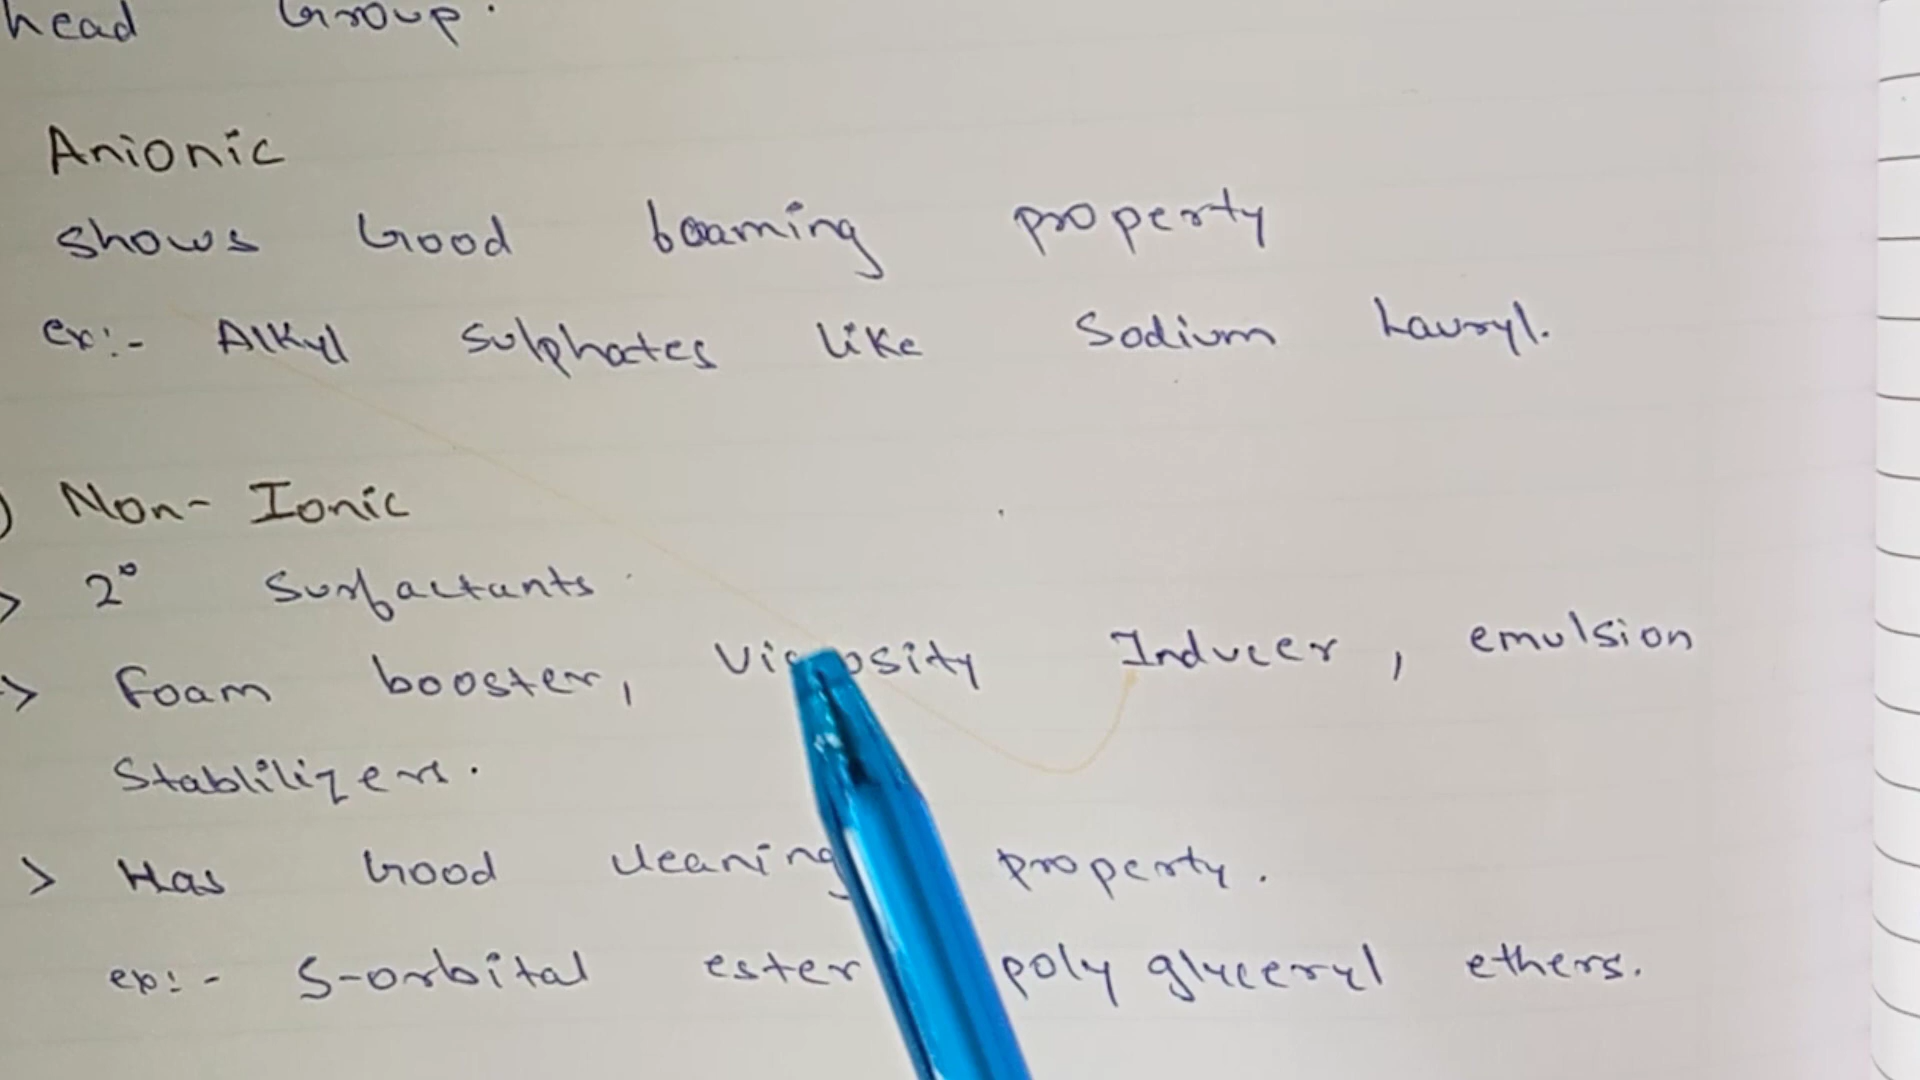 head Group.
Anionic
shows Good foaming property
ex:- Alkyl sulphates like Sodium Lauryl.
) Non-Ionic
> 2° Surfactants
-> Foam booster, Viscosity Inducer, emulsion
Stablilizers.
> Has Good cleaning property.
ex:- S-orbital ester poly glyceryl ethers.